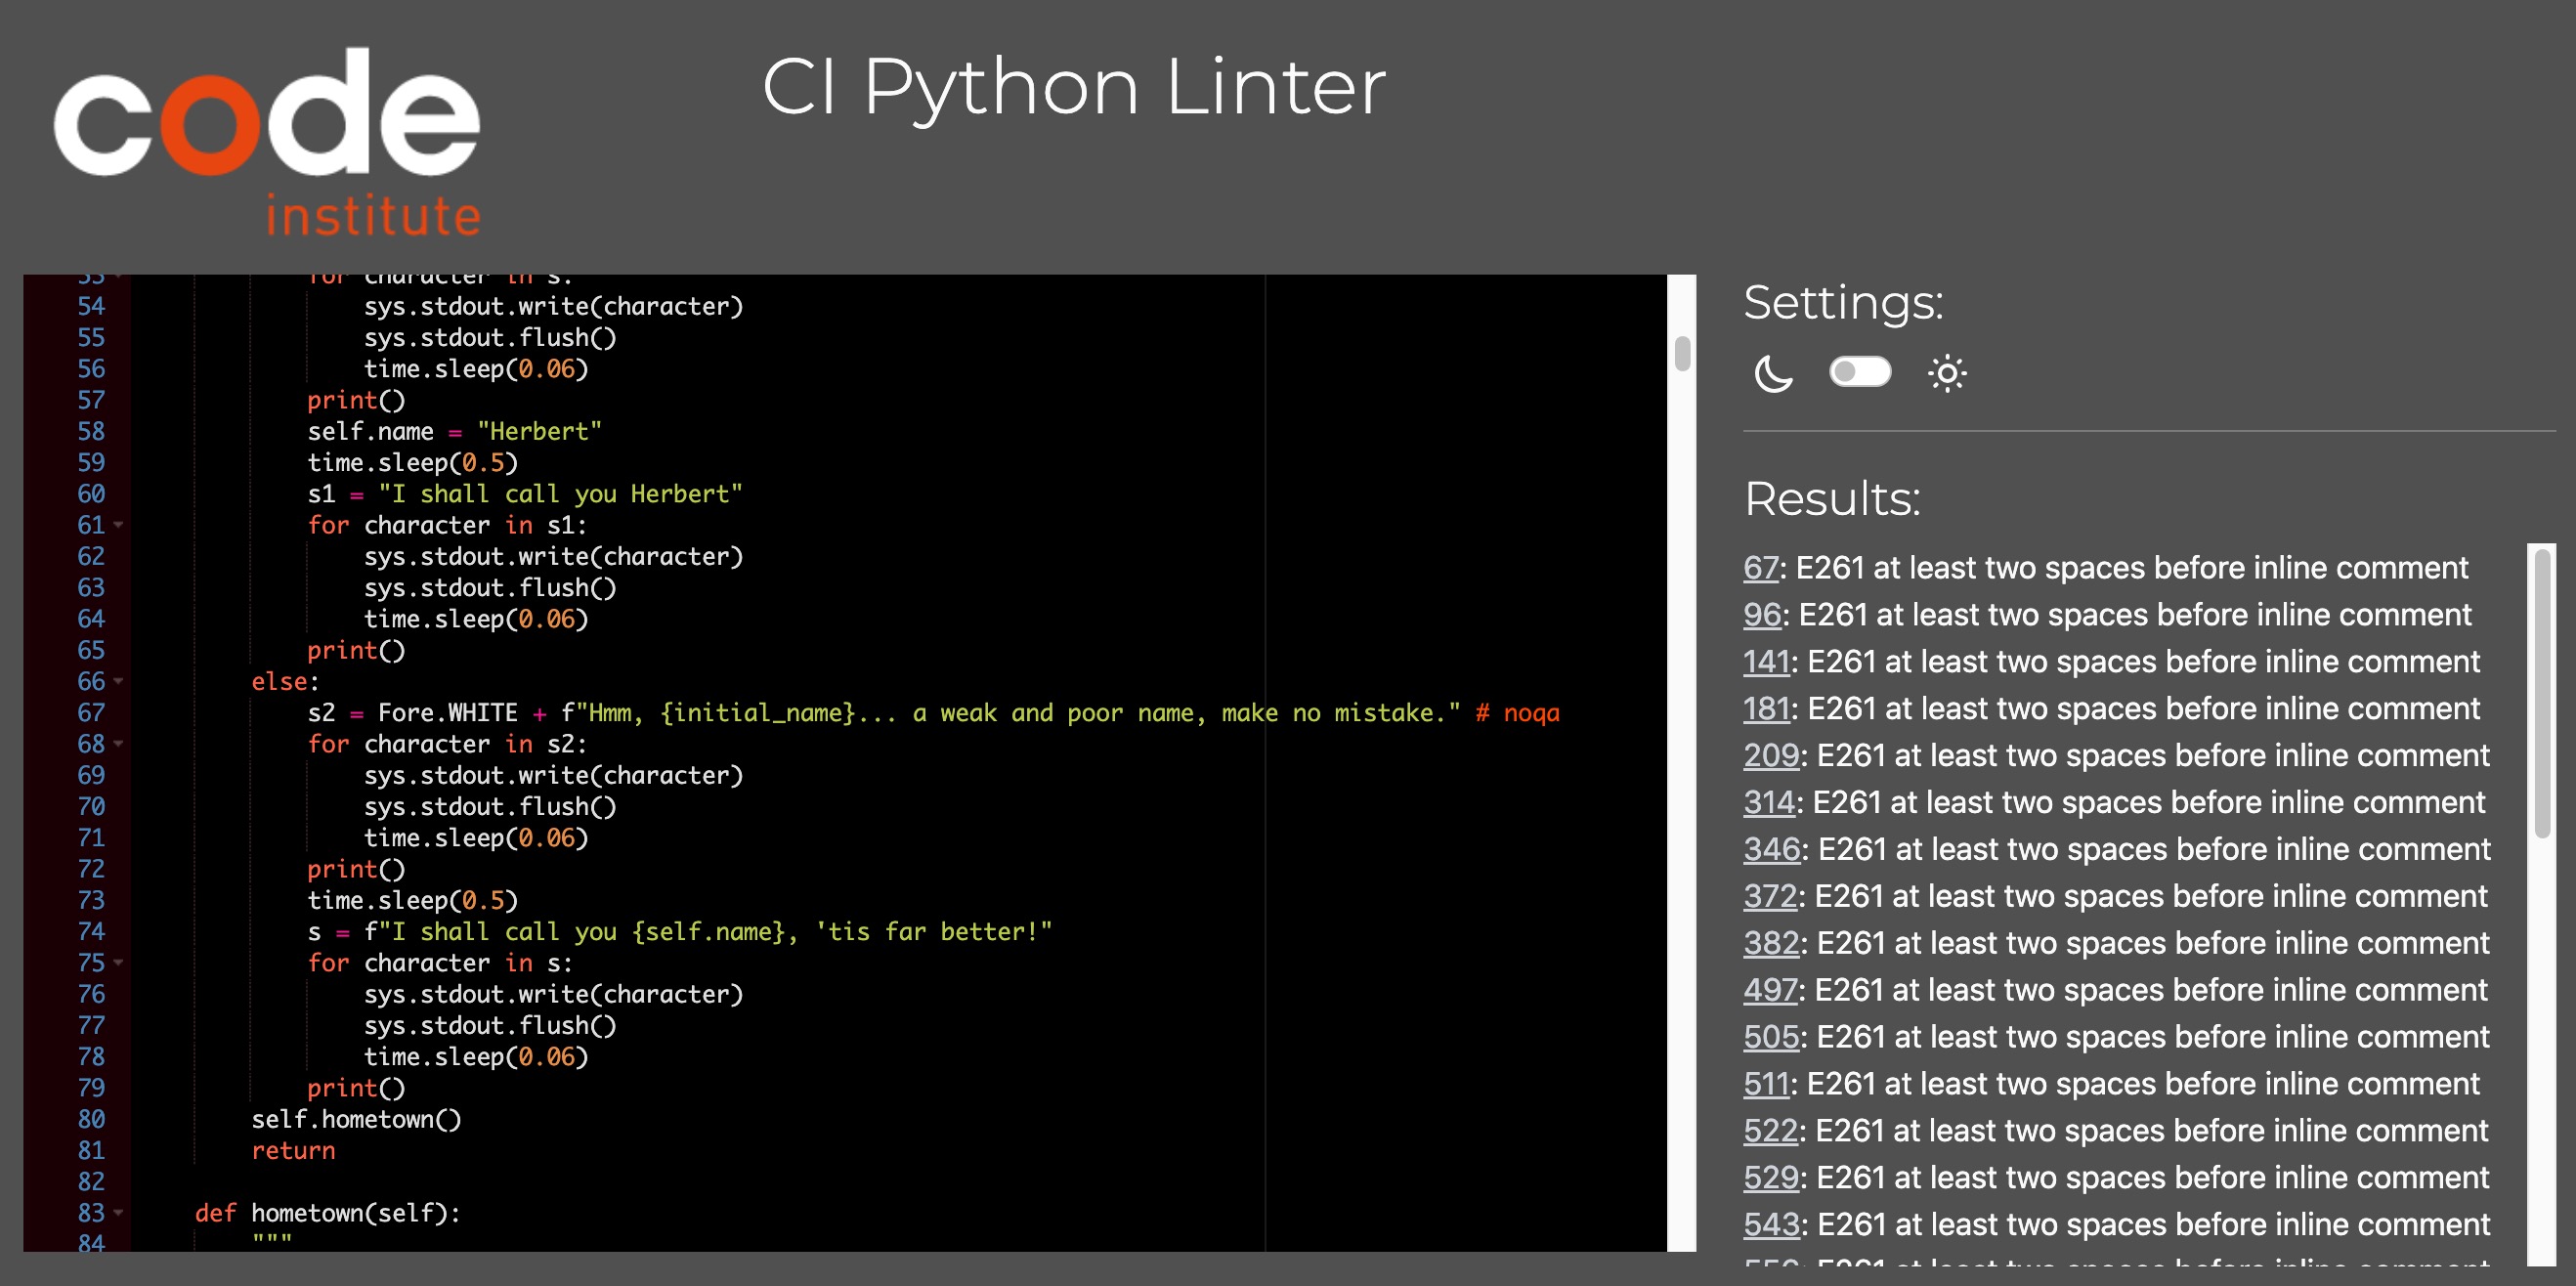 code
institute
CI Python Linter
53 for character in s:
54 sys.stdout.write(character)
55 sys.stdout.flush()
56 time.sleep(0.06)
57 print()
58 self.name = "Herbert"
59 time.sleep(0.5)
60 s1 = "I shall call you Herbert"
61 for character in s1:
62 sys.stdout.write(character)
63 sys.stdout.flush()
64 time.sleep(0.06)
65 print()
66 else:
67 s2 = Fore.WHITE + f"Hmm, {initial_name}... a weak and poor name, make no mistake." # noqa
68 for character in s2:
69 sys.stdout.write(character)
70 sys.stdout.flush()
71 time.sleep(0.06)
72 print()
73 time.sleep(0.5)
74 s = f"I shall call you {self.name}, 'tis far better!"
75 for character in s:
76 sys.stdout.write(character)
77 sys.stdout.flush()
78 time.sleep(0.06)
79 print()
80 self.hometown()
81 return
82
83 def hometown(self):
84 """
Settings:
Results:
67: E261 at least two spaces before inline comment
96: E261 at least two spaces before inline comment
141: E261 at least two spaces before inline comment
181: E261 at least two spaces before inline comment
209: E261 at least two spaces before inline comment
314: E261 at least two spaces before inline comment
346: E261 at least two spaces before inline comment
372: E261 at least two spaces before inline comment
382: E261 at least two spaces before inline comment
497: E261 at least two spaces before inline comment
505: E261 at least two spaces before inline comment
511: E261 at least two spaces before inline comment
522: E261 at least two spaces before inline comment
529: E261 at least two spaces before inline comment
543: E261 at least two spaces before inline comment
E261 at least two spaces before inline comment